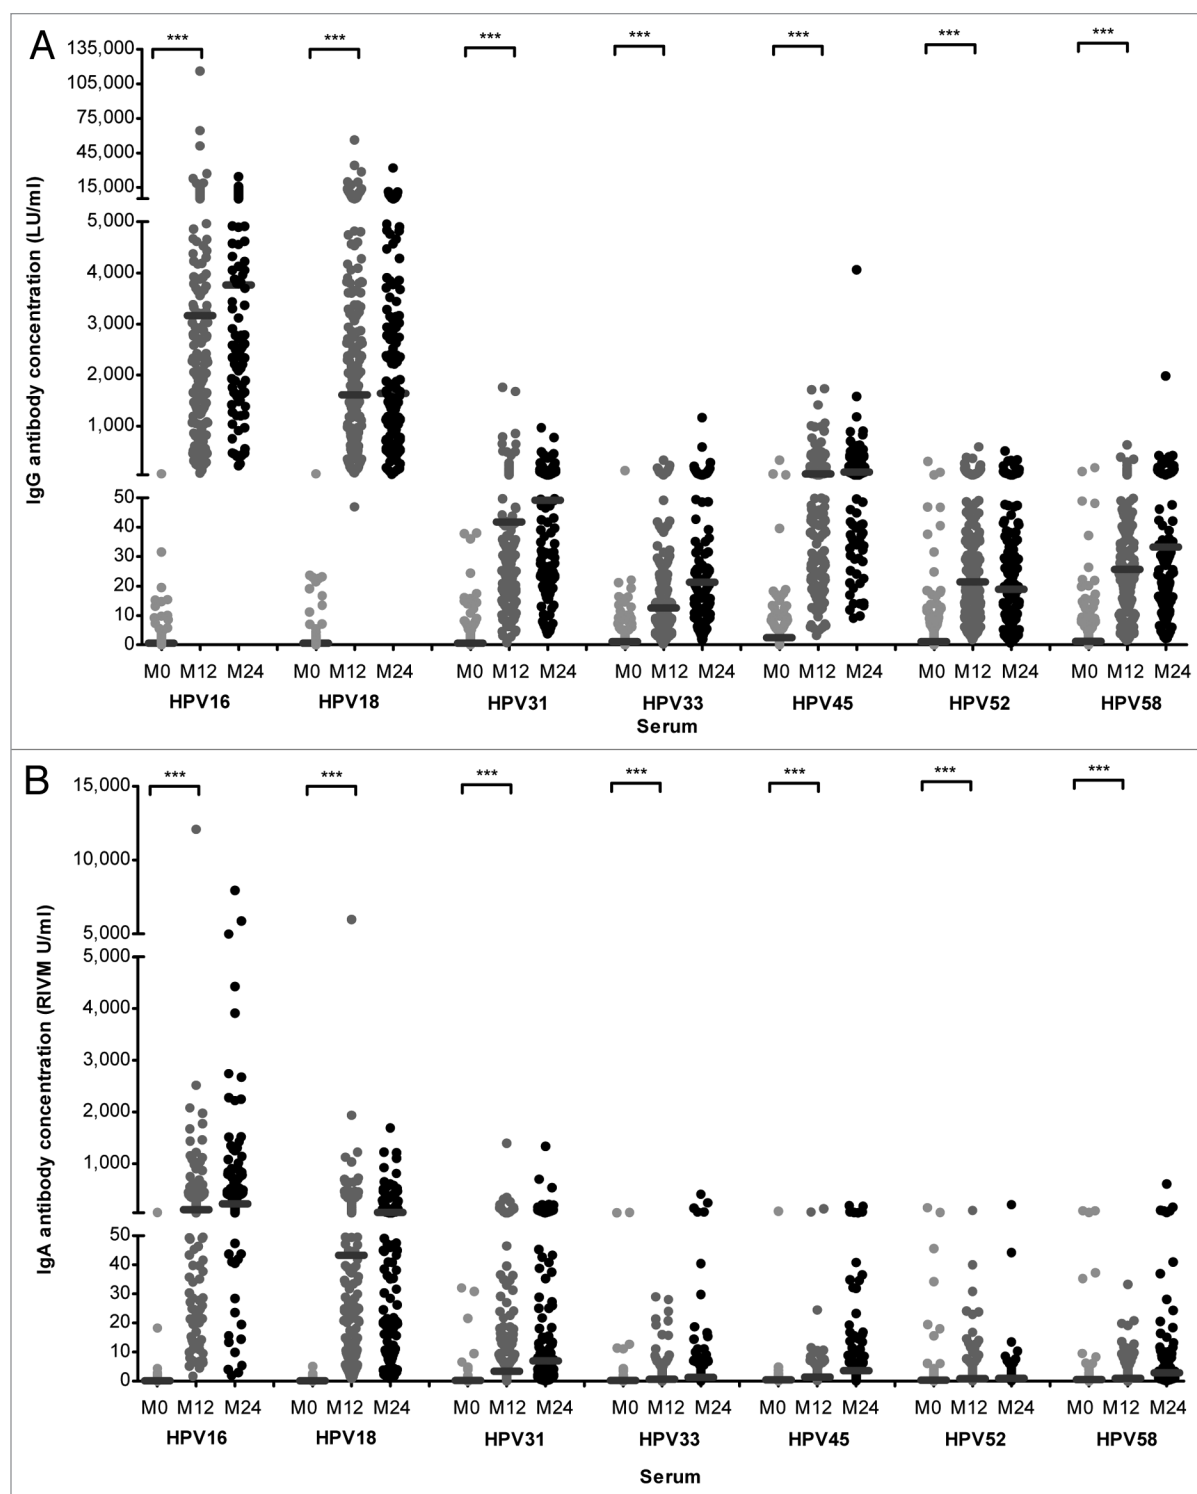 A
*** *** *** *** *** *** ***
IgG antibody concentration (LU/ml)
135,000
105,000
75,000
45,000
15,000
5,000
4,000
3,000
2,000
1,000
50
40
30
20
10
0
M0 M12 M24 M0 M12 M24 M0 M12 M24 M0 M12 M24 M0 M12 M24 M0 M12 M24 M0 M12 M24
HPV16 HPV18 HPV31 HPV33 HPV45 HPV52 HPV58
Serum
B
*** *** *** *** *** *** ***
IgA antibody concentration (RIVM U/ml)
15,000
10,000
5,000
5,000
4,000
3,000
2,000
1,000
50
40
30
20
10
0
M0 M12 M24 M0 M12 M24 M0 M12 M24 M0 M12 M24 M0 M12 M24 M0 M12 M24 M0 M12 M24
HPV16 HPV18 HPV31 HPV33 HPV45 HPV52 HPV58
Serum